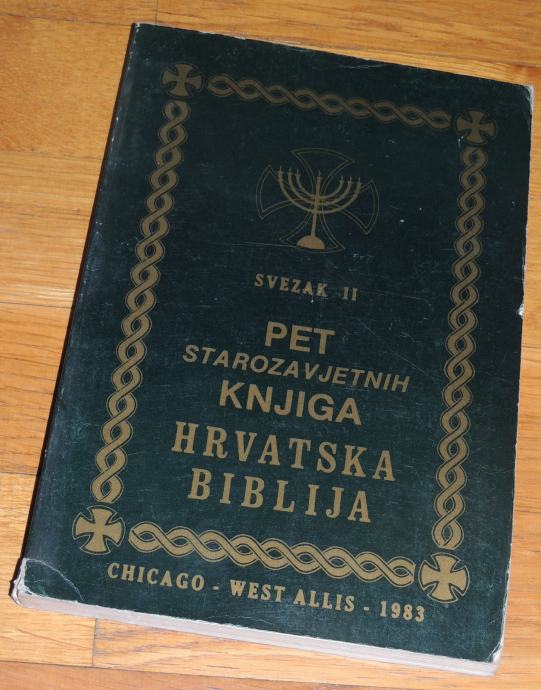 SVEZAK II
PET
STAROZAVJETNIH
KNJIGA
HRVATSKA
BIBLIJA
CHICAGO - WEST ALLIS - 1983